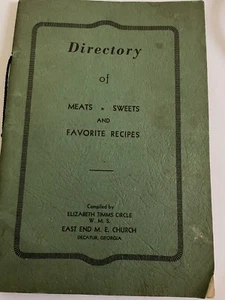 Directory
of
MEATS - SWEETS
AND
FAVORITE RECIPES
Compiled by
ELIZABETH TIMMS CIRCLE
W. M. S.
EAST END M. E. CHURCH
DECATUR, GEORGIA